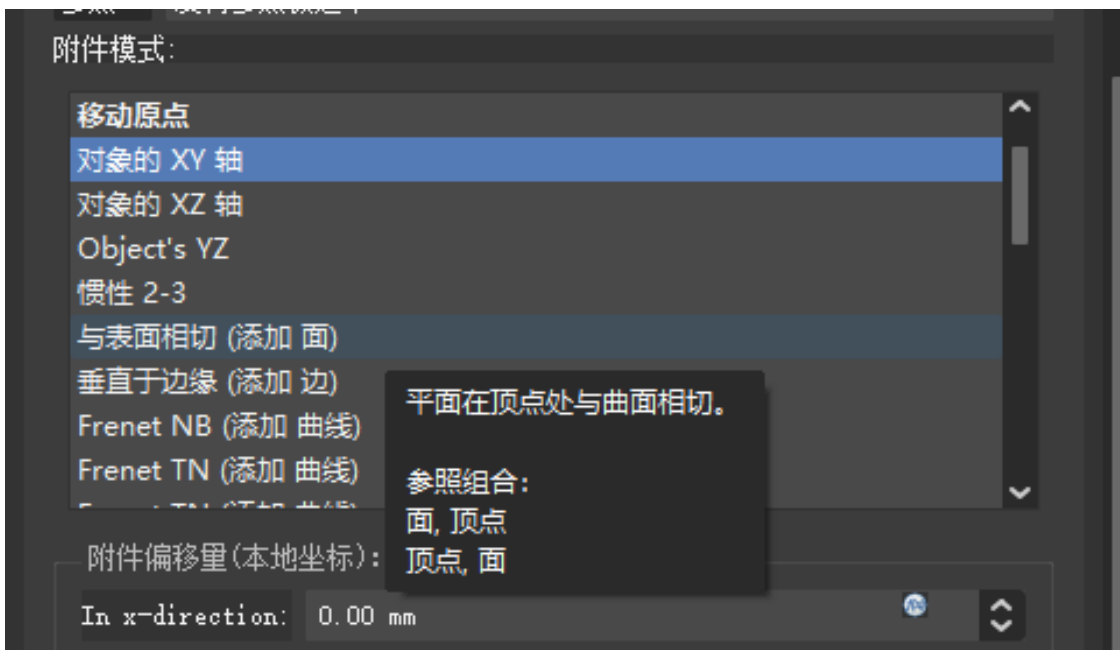 附件模式:
移动原点
对象的 XY 轴
对象的 XZ 轴
Object's YZ
惯性 2-3
与表面相切 (添加 面)
垂直于边缘 (添加 边)
Frenet NB (添加 曲线)
Frenet TN (添加 曲线)
平面在顶点处与曲面相切。
参照组合:
面, 顶点
顶点, 面
附件偏移量(本地坐标):
In x-direction: 0.00 mm